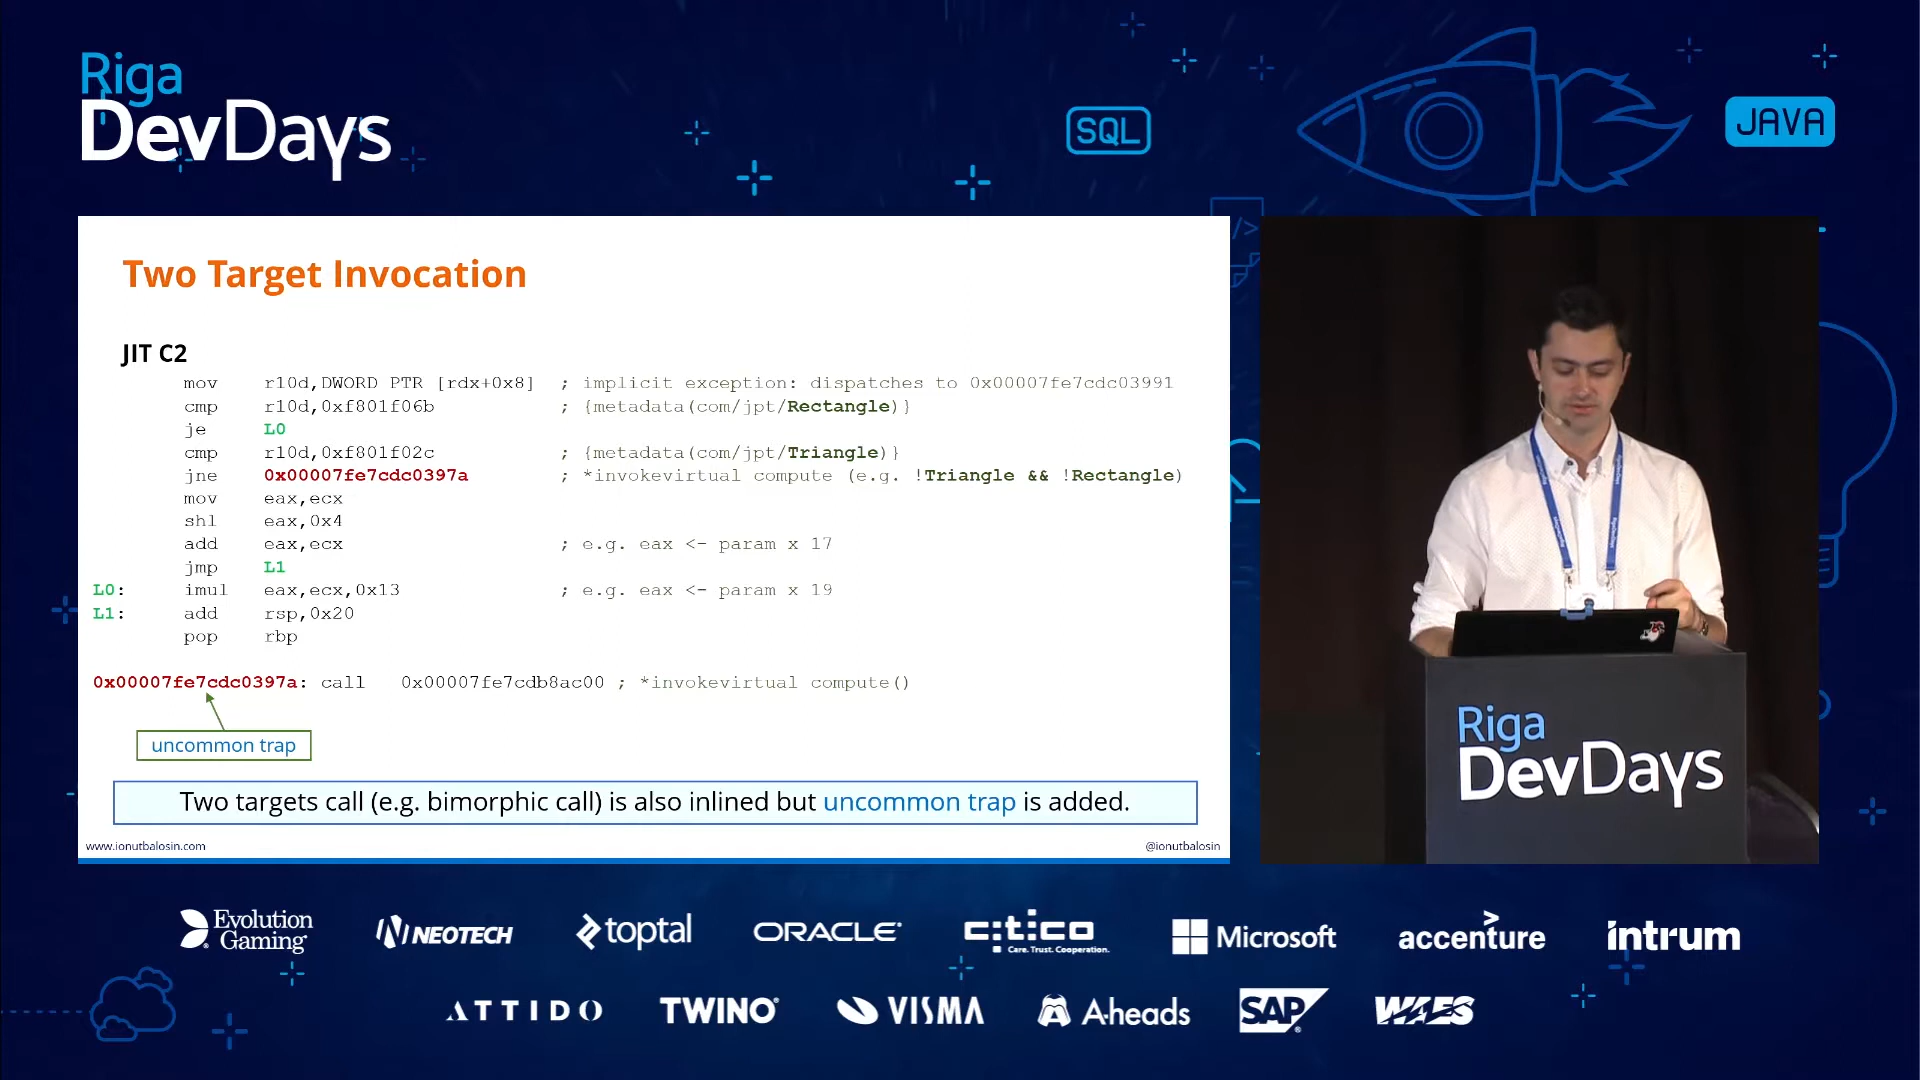 Riga
DevDays
SQL
JAVA
</>
Two Target Invocation
JIT C2
mov r10d,DWORD PTR [rdx+0x8] ; implicit exception: dispatches to 0x00007fe7cdc03991
cmp r10d,0xf801f06b ; {metadata(com/jpt/Rectangle)}
je L0
cmp r10d,0xf801f02c ; {metadata(com/jpt/Triangle)}
jne 0x00007fe7cdc0397a ; *invokevirtual compute (e.g. !Triangle && !Rectangle)
mov eax,ecx
shl eax,0x4
add eax,ecx ; e.g. eax <- param x 17
jmp L1
L0: imul eax,ecx,0x13 ; e.g. eax <- param x 19
L1: add rsp,0x20
pop rbp
0x00007fe7cdc0397a: call 0x00007fe7cdb8ac00 ; *invokevirtual compute()
uncommon trap
Two targets call (e.g. bimorphic call) is also inlined but uncommon trap is added.
www.ionutbalosin.com @ionutbalosin
Riga
DevDays
Evolution Gaming NEOTECH toptal ORACLE citico Care. Trust. Cooperation. Microsoft accenture intrum
ATTIDO TWINO VISMA A-heads SAP